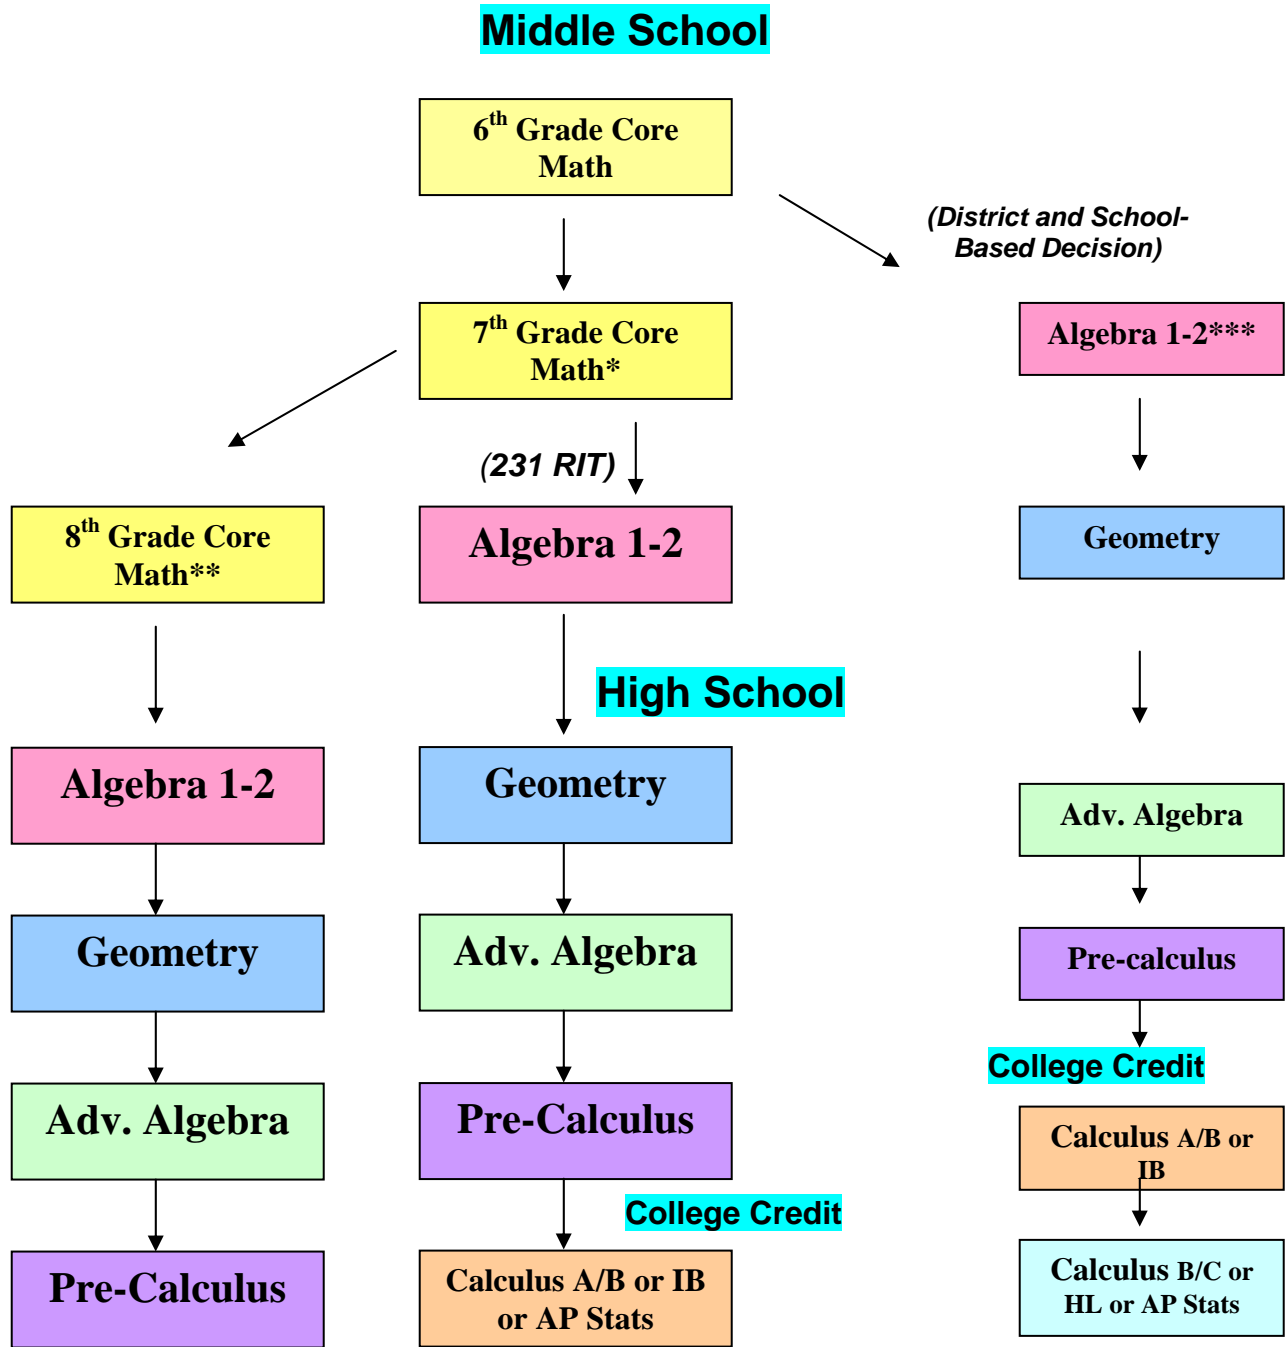 Middle School
6th Grade Core
Math
(District and School-
Based Decision)
7th Grade Core
Math*
Algebra 1-2***
(231 RIT)
8th Grade Core
Math**
Algebra 1-2
Geometry
High School
Algebra 1-2
Geometry
Adv. Algebra
Geometry
Adv. Algebra
Pre-calculus
College Credit
Adv. Algebra
Pre-Calculus
Calculus A/B or
IB
College Credit
Pre-Calculus
Calculus A/B or IB
or AP Stats
Calculus B/C or
HL or AP Stats